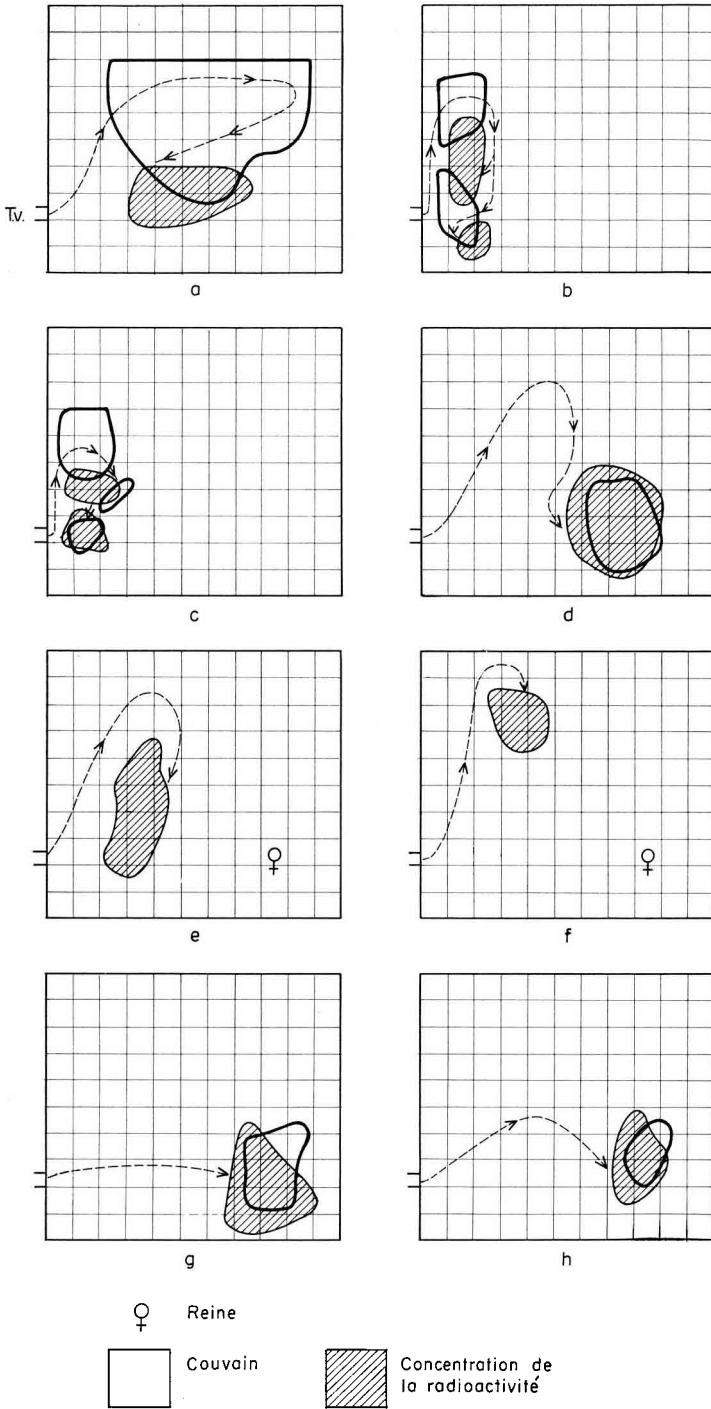 T.v.
a
b
c
d
e
f
g
h
♀ Reine
Couvain
Concentration de
la radioactivité